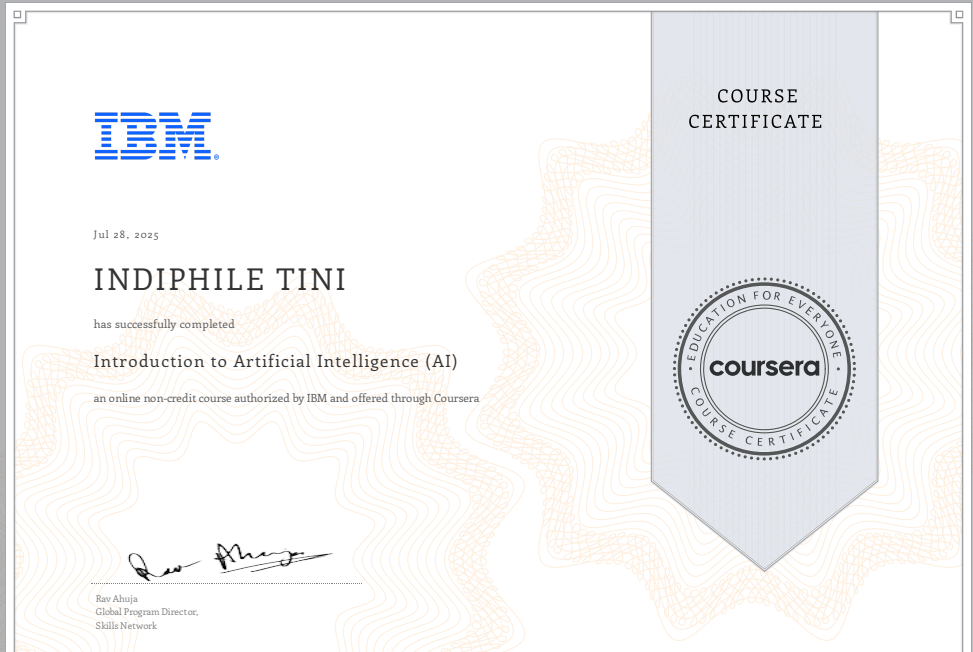 COURSE
CERTIFICATE
IBM®
Jul 28, 2025
INDIPHILE TINI
has successfully completed
Introduction to Artificial Intelligence (AI)
an online non-credit course authorized by IBM and offered through Coursera
EDUCATION FOR EVERYONE
coursera
COURSE CERTIFICATE
Rav Ahuja
Rav Ahuja
Global Program Director,
Skills Network